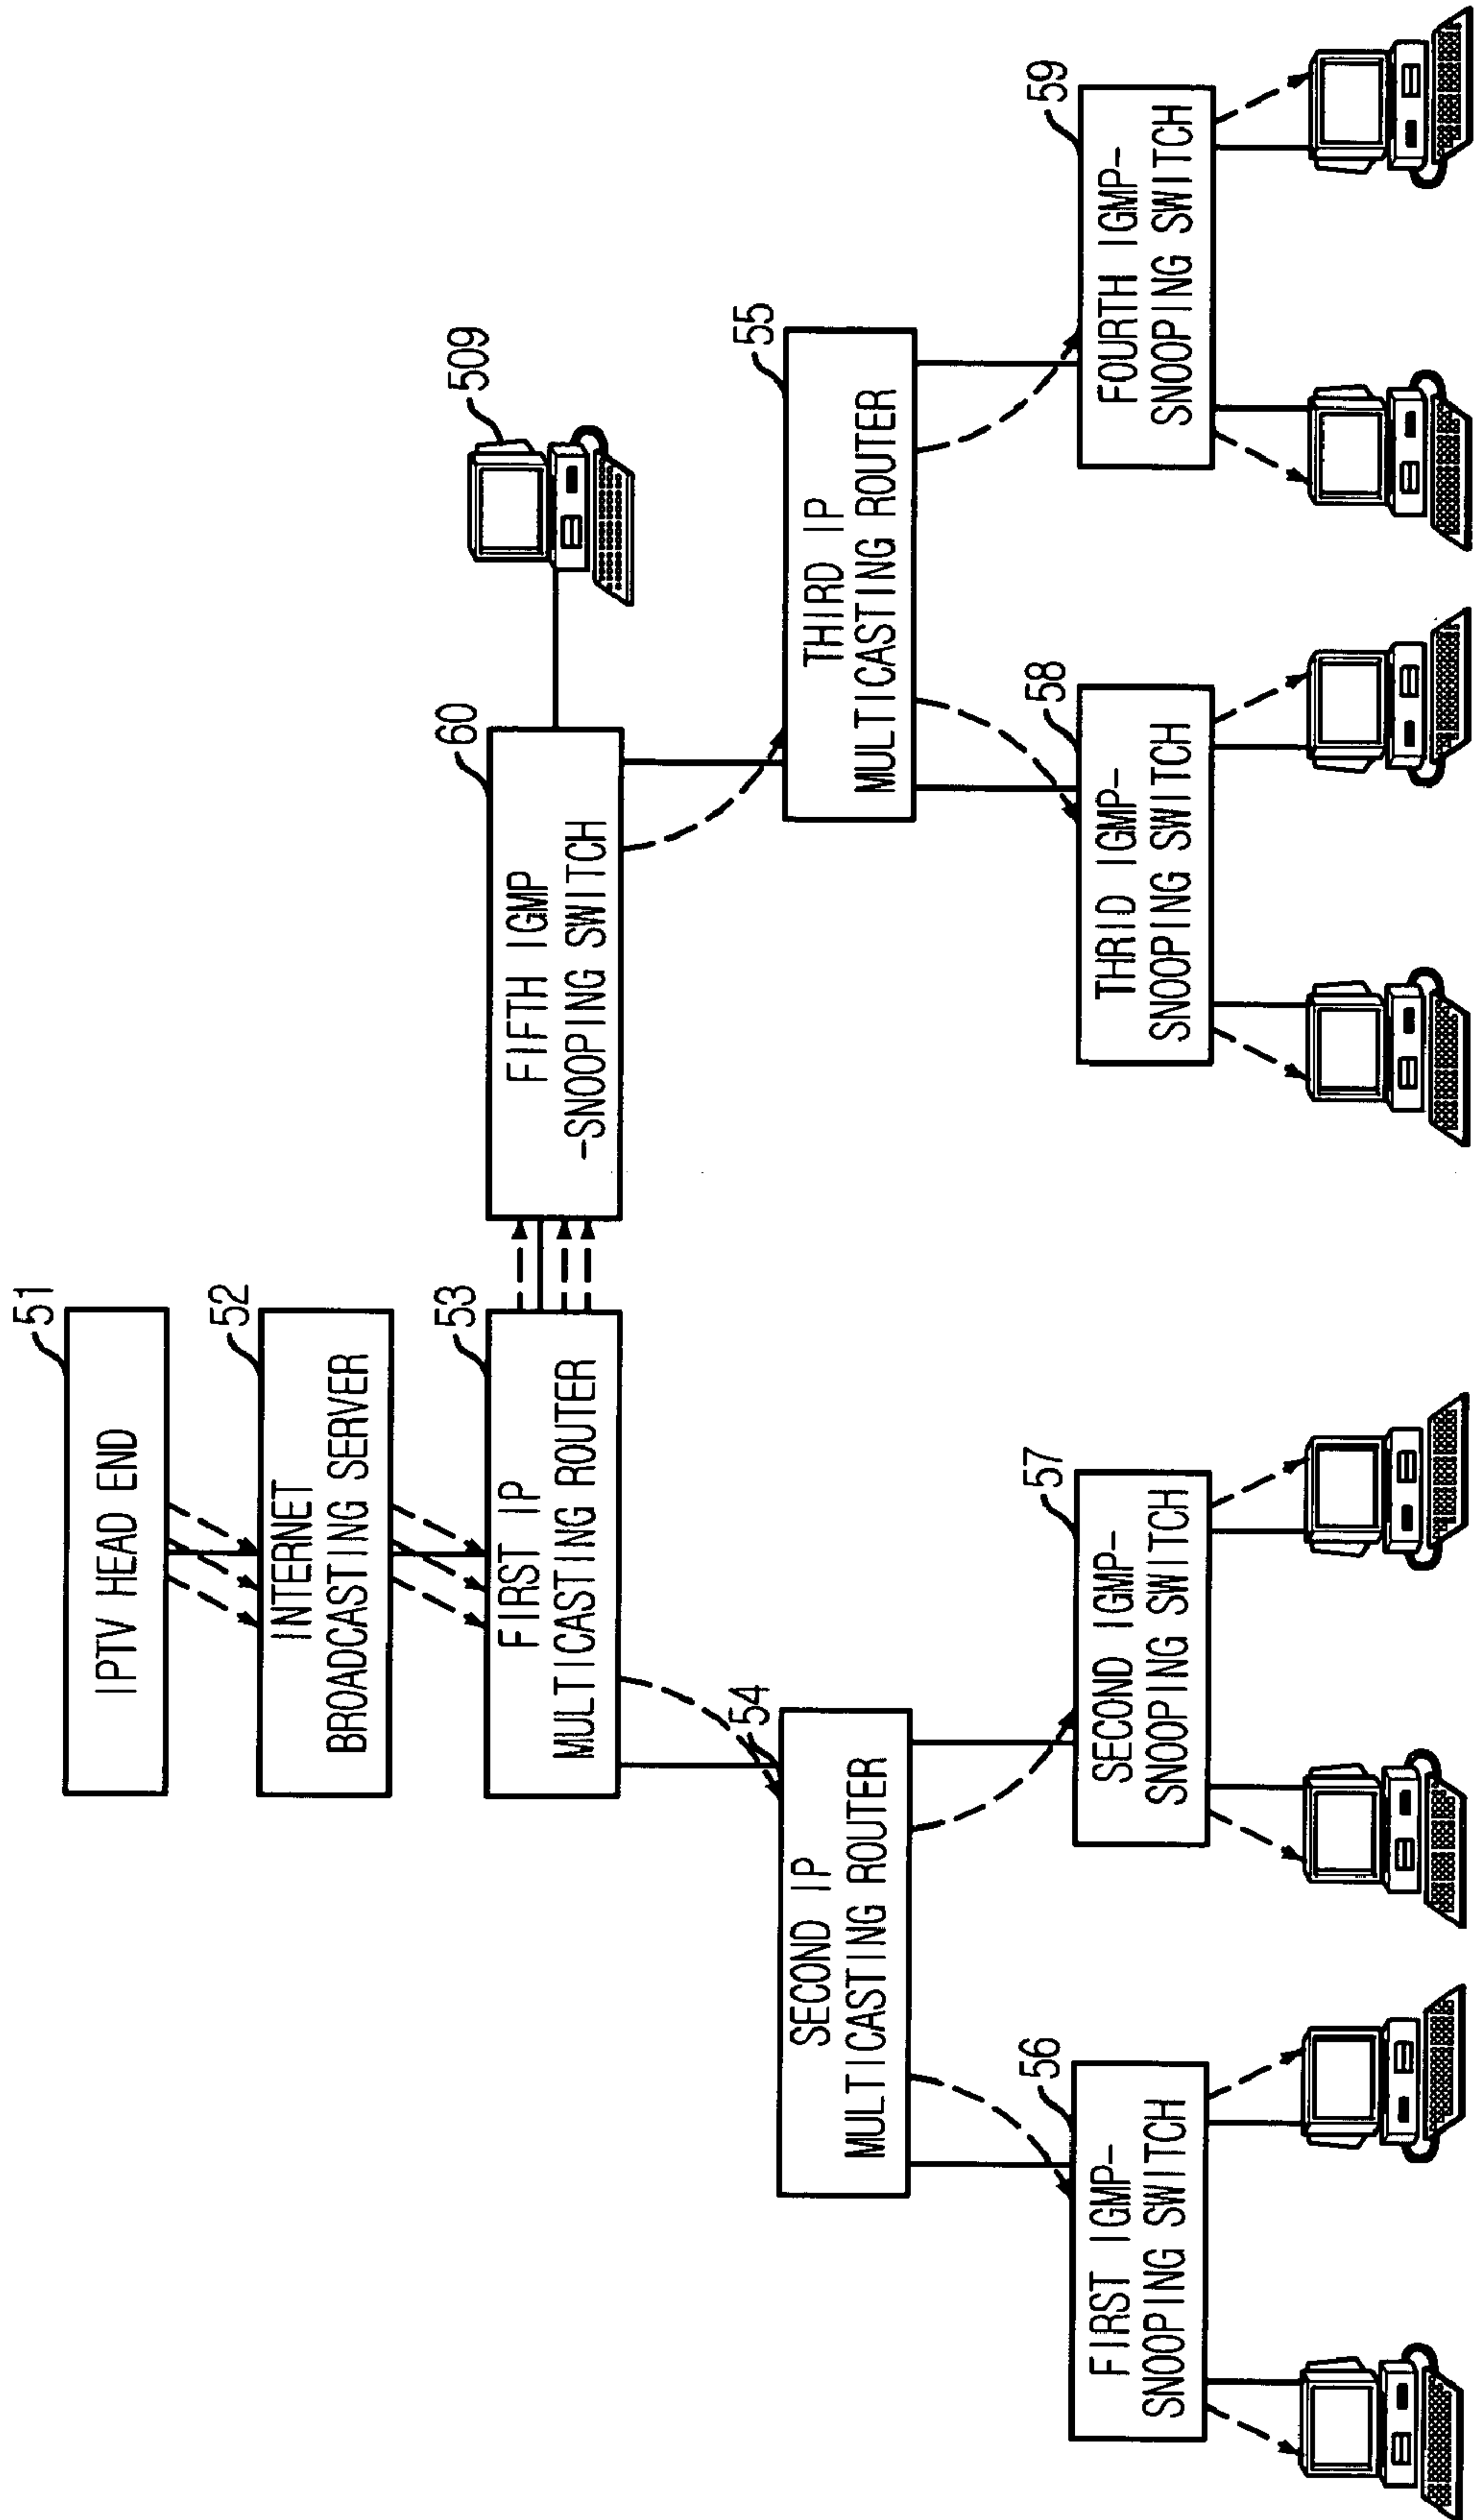 51
IPTV HEAD END
52
INTERNET
BROADCASTING SERVER
53
FIRST IP
MULTICASTING ROUTER
60
FIFTH IGMP
-SNOOPING SWITCH
509
54
SECOND IP
MULTICASTING ROUTER
55
THIRD IP
MULTICASTING ROUTER
56
FIRST IGMP-
SNOOPING SWITCH
57
SECOND IGMP-
SNOOPING SWITCH
58
THRID IGMP-
SNOOPING SWITCH
59
FOURTH IGMP-
SNOOPING SWITCH